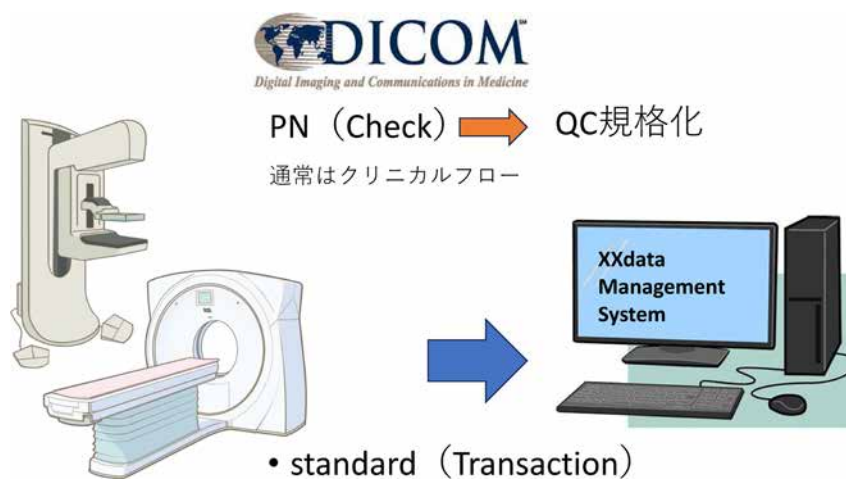 DICOM
Digital Imaging and Communications in Medicine
PN（Check） QC規格化
通常はクリニカルフロー
XXdata
Management
System
• standard（Transaction）